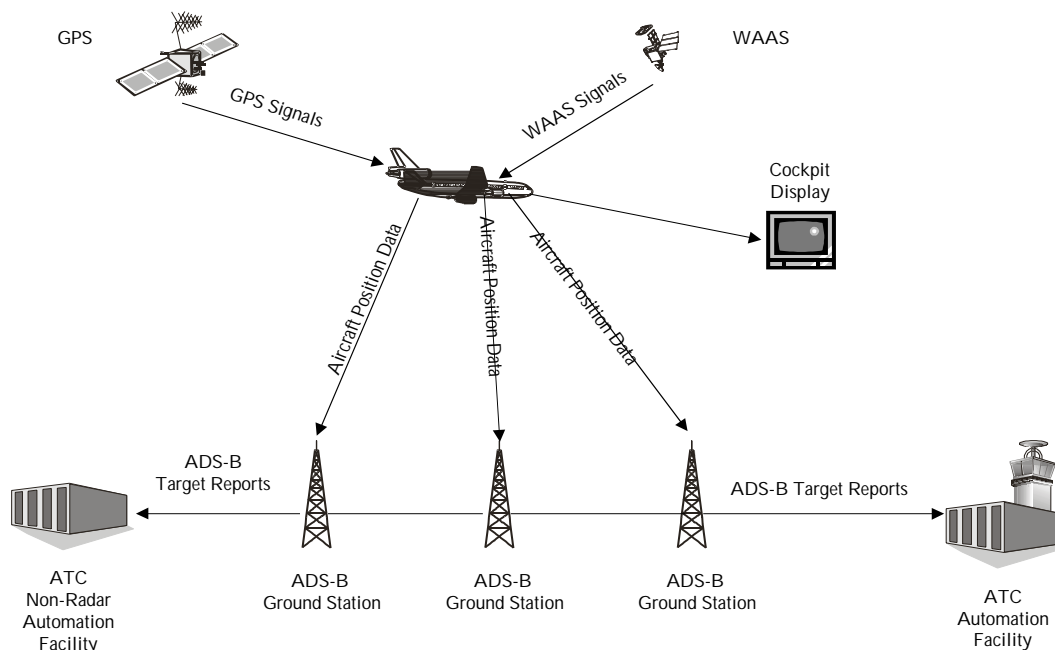 GPS
WAAS
GPS Signals
WAAS Signals
Cockpit
Display
Aircraft Position Data
Aircraft Position Data
Aircraft Position Data
ADS-B
Target Reports
ADS-B Target Reports
ATC
Non-Radar
Automation
Facility
ADS-B
Ground Station
ADS-B
Ground Station
ADS-B
Ground Station
ATC
Automation
Facility